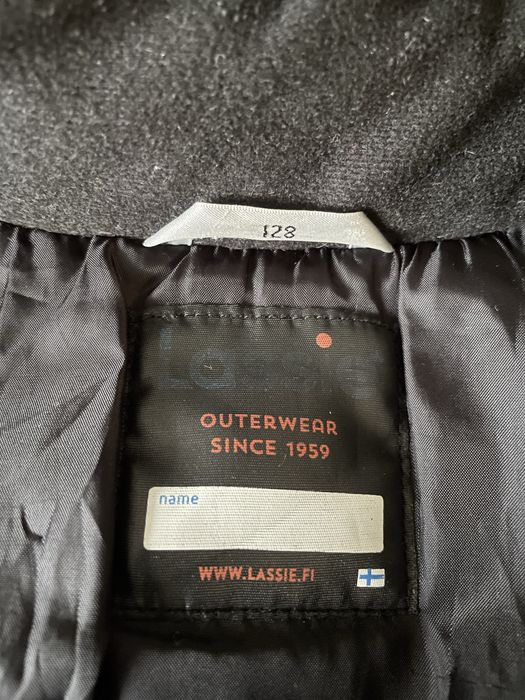 128
Lassie
OUTERWEAR
SINCE 1959
name
WWW.LASSIE.FI